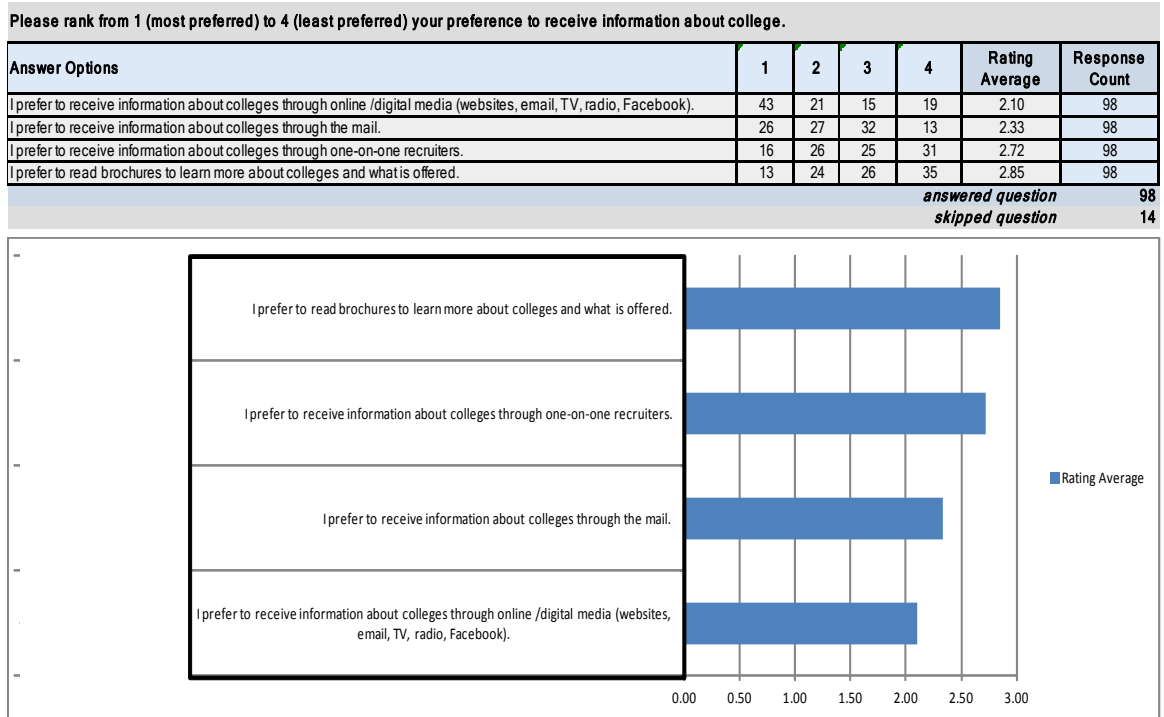 Please rank from 1 (most preferred) to 4 (least preferred) your preference to receive information about college.
Answer Options 1 2 3 4 Rating Average Response Count
I prefer to receive information about colleges through online /digital media (websites, email, TV, radio, Facebook). 43 21 15 19 2.10 98
I prefer to receive information about colleges through the mail. 26 27 32 13 2.33 98
I prefer to receive information about colleges through one-on-one recruiters. 16 26 25 31 2.72 98
I prefer to read brochures to learn more about colleges and what is offered. 13 24 26 35 2.85 98
answered question 98
skipped question 14
I prefer to read brochures to learn more about colleges and what is offered.
I prefer to receive information about colleges through one-on-one recruiters.
I prefer to receive information about colleges through the mail.
I prefer to receive information about colleges through online /digital media (websites,
email, TV, radio, Facebook).
Rating Average
0.00 0.50 1.00 1.50 2.00 2.50 3.00